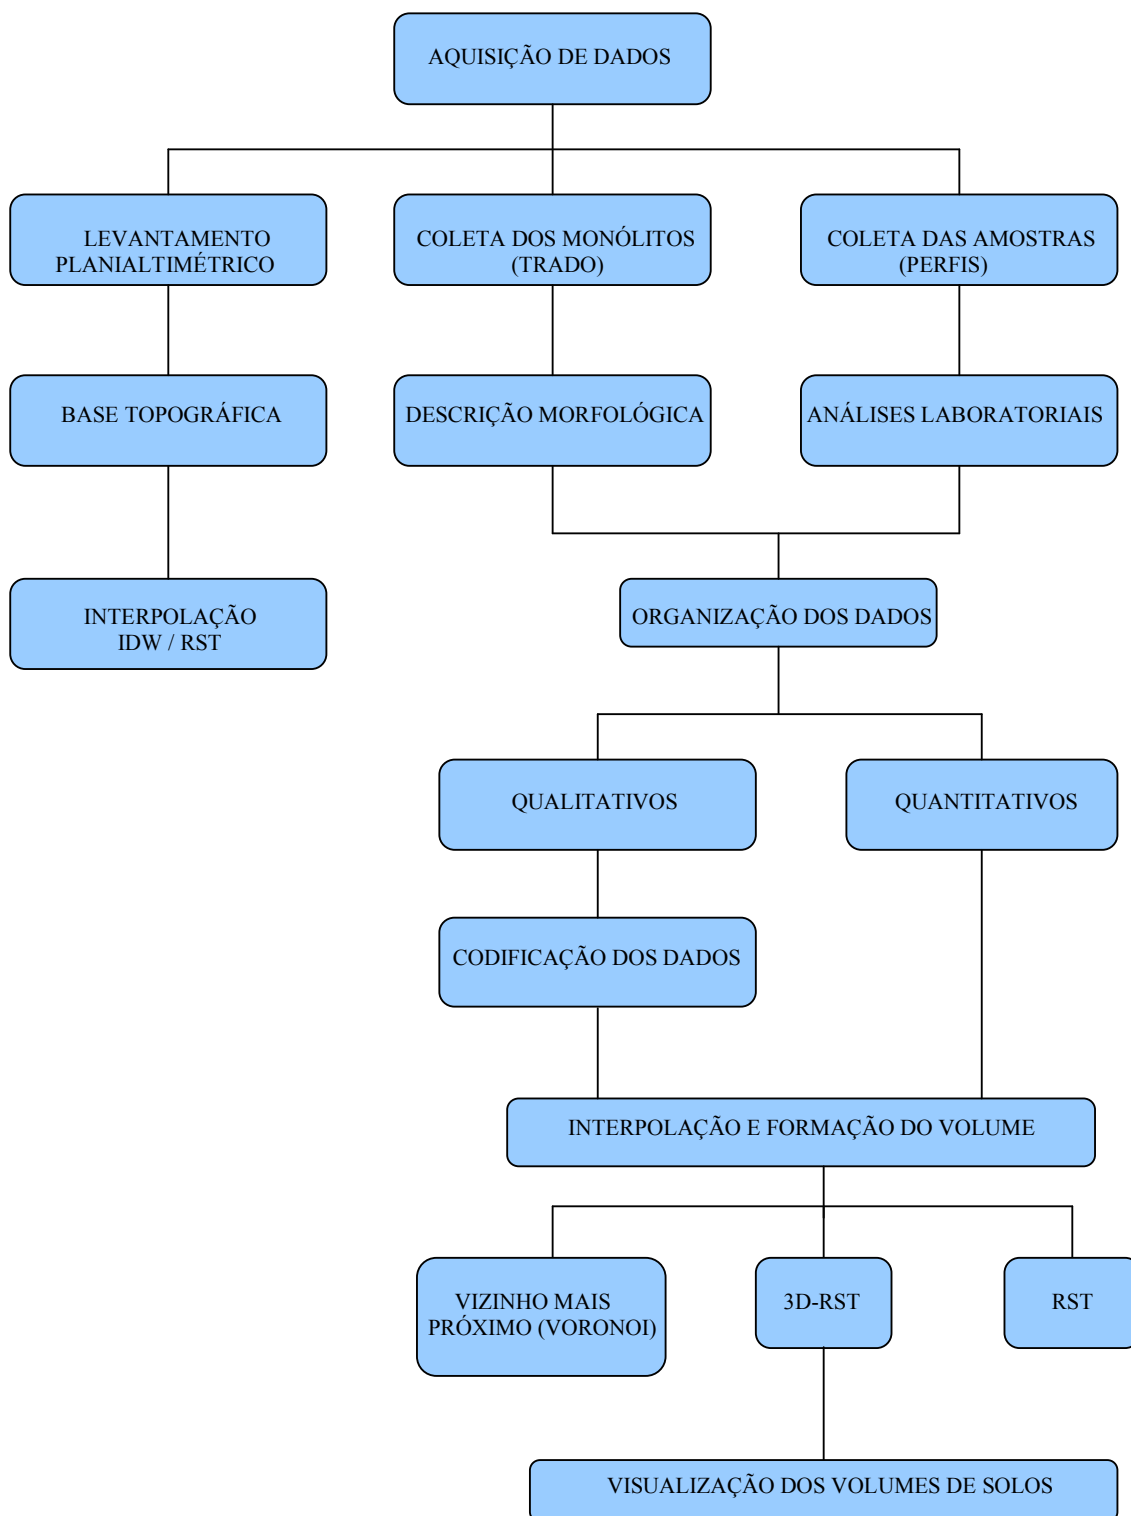 AQUISIÇÃO DE DADOS
LEVANTAMENTO
PLANIALTIMÉTRICO
COLETA DOS MONÓLITOS
(TRADO)
COLETA DAS AMOSTRAS
(PERFIS)
BASE TOPOGRÁFICA
DESCRIÇÃO MORFOLÓGICA
ANÁLISES LABORATORIAIS
INTERPOLAÇÃO
IDW / RST
ORGANIZAÇÃO DOS DADOS
QUALITATIVOS
QUANTITATIVOS
CODIFICAÇÃO DOS DADOS
INTERPOLAÇÃO E FORMAÇÃO DO VOLUME
VIZINHO MAIS
PRÓXIMO (VORONOI)
3D-RST
RST
VISUALIZAÇÃO DOS VOLUMES DE SOLOS